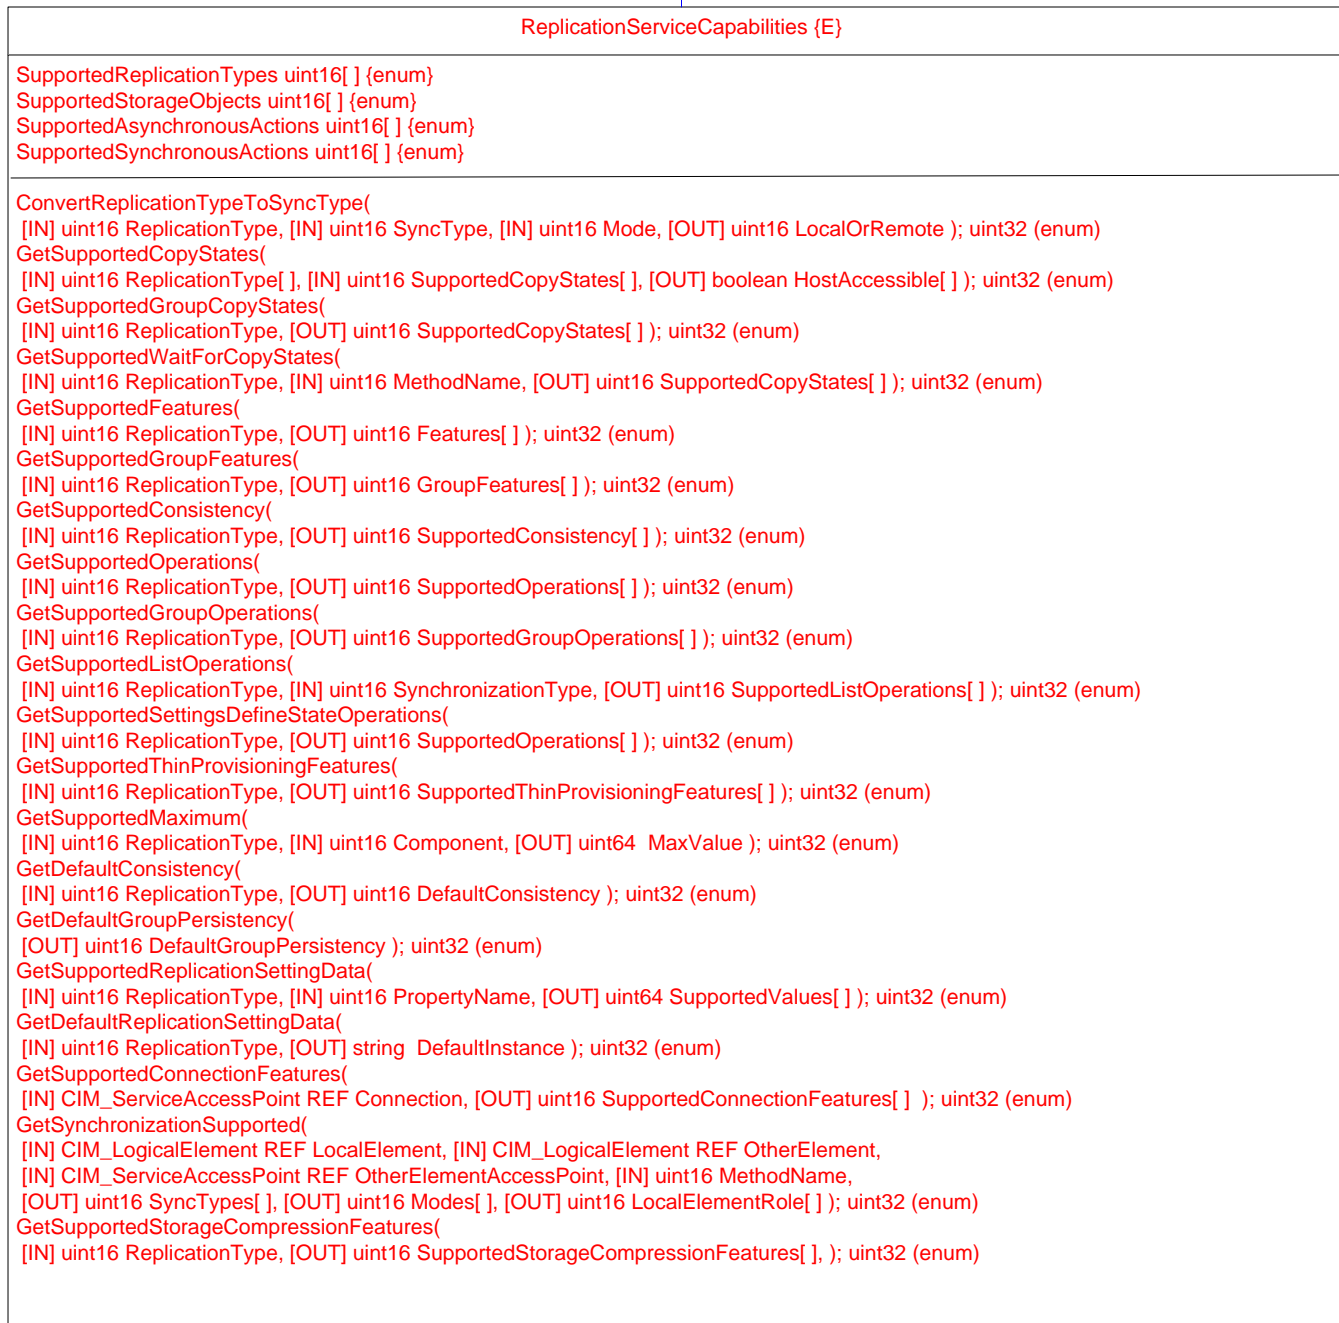 ReplicationServiceCapabilities {E}
SupportedReplicationTypes uint16[ ] {enum}
SupportedStorageObjects uint16[ ] {enum}
SupportedAsynchronousActions uint16[ ] {enum}
SupportedSynchronousActions uint16[ ] {enum}
ConvertReplicationTypeToSyncType(
[IN] uint16 ReplicationType, [IN] uint16 SyncType, [IN] uint16 Mode, [OUT] uint16 LocalOrRemote ); uint32 (enum)
GetSupportedCopyStates(
[IN] uint16 ReplicationType[ ], [IN] uint16 SupportedCopyStates[ ], [OUT] boolean HostAccessible[ ] ); uint32 (enum)
GetSupportedGroupCopyStates(
[IN] uint16 ReplicationType, [OUT] uint16 SupportedCopyStates[ ] ); uint32 (enum)
GetSupportedWaitForCopyStates(
[IN] uint16 ReplicationType, [IN] uint16 MethodName, [OUT] uint16 SupportedCopyStates[ ] ); uint32 (enum)
GetSupportedFeatures(
[IN] uint16 ReplicationType, [OUT] uint16 Features[ ] ); uint32 (enum)
GetSupportedGroupFeatures(
[IN] uint16 ReplicationType, [OUT] uint16 GroupFeatures[ ] ); uint32 (enum)
GetSupportedConsistency(
[IN] uint16 ReplicationType, [OUT] uint16 SupportedConsistency[ ] ); uint32 (enum)
GetSupportedOperations(
[IN] uint16 ReplicationType, [OUT] uint16 SupportedOperations[ ] ); uint32 (enum)
GetSupportedGroupOperations(
[IN] uint16 ReplicationType, [OUT] uint16 SupportedGroupOperations[ ] ); uint32 (enum)
GetSupportedListOperations(
[IN] uint16 ReplicationType, [IN] uint16 SynchronizationType, [OUT] uint16 SupportedListOperations[ ] ); uint32 (enum)
GetSupportedSettingsDefineStateOperations(
[IN] uint16 ReplicationType, [OUT] uint16 SupportedOperations[ ] ); uint32 (enum)
GetSupportedThinProvisioningFeatures(
[IN] uint16 ReplicationType, [OUT] uint16 SupportedThinProvisioningFeatures[ ] ); uint32 (enum)
GetSupportedMaximum(
[IN] uint16 ReplicationType, [IN] uint16 Component, [OUT] uint64  MaxValue ); uint32 (enum)
GetDefaultConsistency(
[IN] uint16 ReplicationType, [OUT] uint16 DefaultConsistency ); uint32 (enum)
GetDefaultGroupPersistency(
[OUT] uint16 DefaultGroupPersistency ); uint32 (enum)
GetSupportedReplicationSettingData(
[IN] uint16 ReplicationType, [IN] uint16 PropertyName, [OUT] uint64 SupportedValues[ ] ); uint32 (enum)
GetDefaultReplicationSettingData(
[IN] uint16 ReplicationType, [OUT] string  DefaultInstance ); uint32 (enum)
GetSupportedConnectionFeatures(
[IN] CIM_ServiceAccessPoint REF Connection, [OUT] uint16 SupportedConnectionFeatures[ ]  ); uint32 (enum)
GetSynchronizationSupported(
[IN] CIM_LogicalElement REF LocalElement, [IN] CIM_LogicalElement REF OtherElement,
[IN] CIM_ServiceAccessPoint REF OtherElementAccessPoint, [IN] uint16 MethodName,
[OUT] uint16 SyncTypes[ ], [OUT] uint16 Modes[ ], [OUT] uint16 LocalElementRole[ ] ); uint32 (enum)
GetSupportedStorageCompressionFeatures(
[IN] uint16 ReplicationType, [OUT] uint16 SupportedStorageCompressionFeatures[ ], ); uint32 (enum)